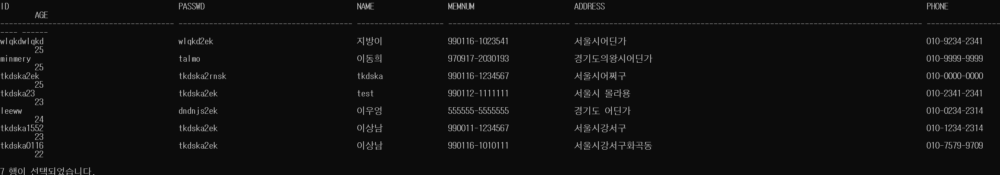 ID PASSWD NAME MEMNUM ADDRESS PHONE
AGE
---------------------------------------- ---------------------------------------- -------------------- ---------------------------- -------------------------------------------------------------------------------- -----------------
---- ------
wlqkdwlqkd wlqkd2ek 지방이 990116-1023541 서울시어딘가 010-9234-2341
25
minmery talmo 이동희 970917-2030193 경기도의왕시어딘가 010-9999-9999
25
tkdska2ek tkdska2rnsk tkdska 990116-1234567 서울시어쩌구 010-0000-0000
25
tkdska23 tkdska2ek test 990112-1111111 서울시 몰라용 010-2341-2341
23
leeww dndnjs2ek 이우엉 555555-5555555 경기도 어딘가 010-0234-2314
24
tkdska1552 tkdska2ek 이상남 990011-1234567 서울시강서구 010-1234-2314
23
tkdska0116 tkdska2ek 이상남 990116-1010111 서울시강서구화곡동 010-7579-9709
22
7 행이 선택되었습니다.